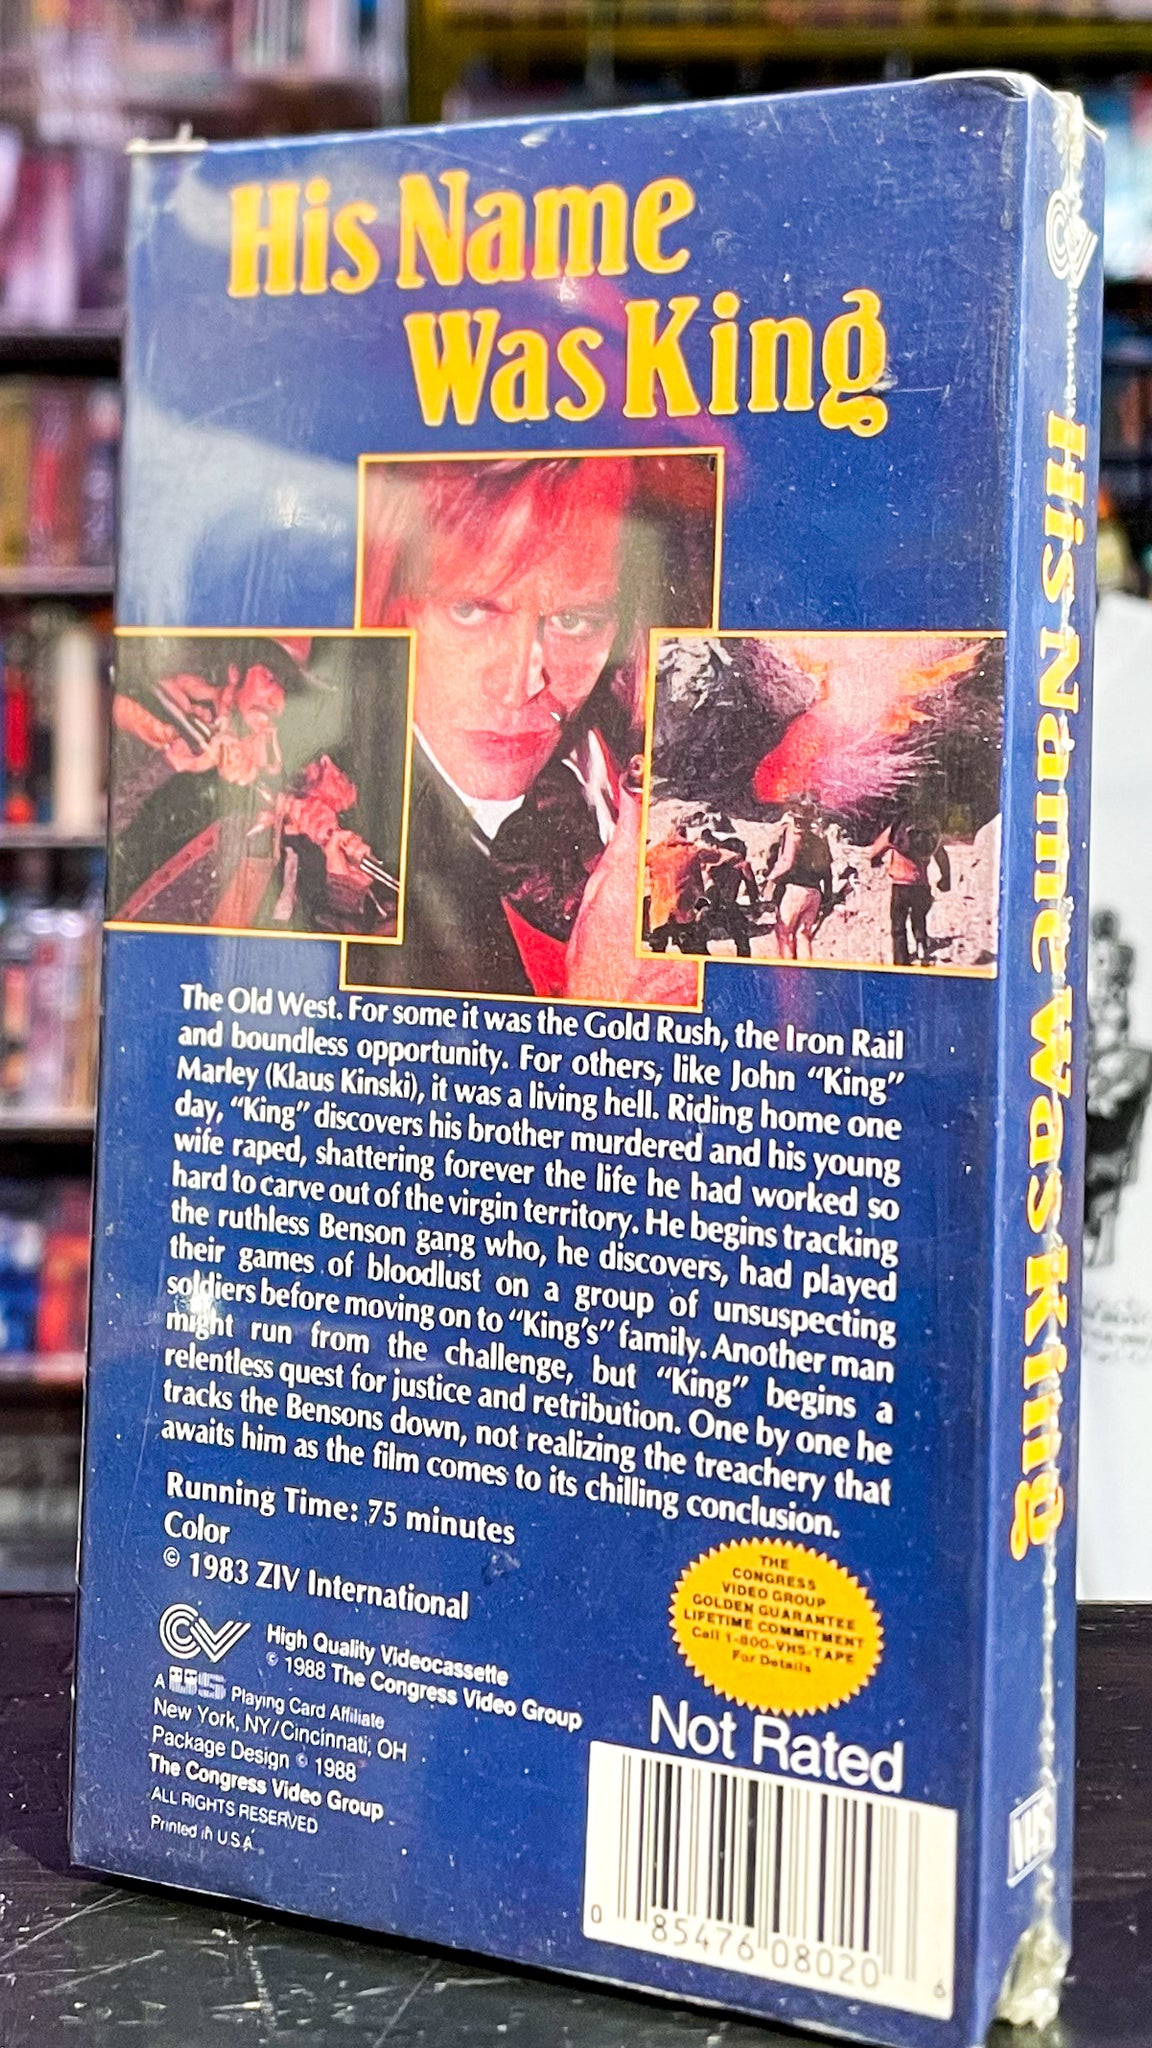 His Name
Was King
The Old West. For some it was the Gold Rush, the Iron Rail
and boundless opportunity. For others, like John “King”
Marley (Klaus Kinski), it was a living hell. Riding home one
day, “King” discovers his brother murdered and his young
wife raped, shattering forever the life he had worked so
hard to carve out of the virgin territory. He begins tracking
the ruthless Benson gang who, he discovers, had played
their games of bloodlust on a group of unsuspecting
soldiers before moving on to “King’s” family. Another man
might run from the challenge, but “King” begins a
relentless quest for justice and retribution. One by one he
tracks the Bensons down, not realizing the treachery that
awaits him as the film comes to its chilling conclusion.
Running Time: 75 minutes
Color
© 1983 ZIV International
CV
High Quality Videocassette
© 1988 The Congress Video Group
A US Playing Card Affiliate
New York, NY/Cincinnati, OH
Package Design © 1988
The Congress Video Group
ALL RIGHTS RESERVED
Printed in U.S.A.
THE
CONGRESS
VIDEO GROUP
GOLDEN GUARANTEE
LIFETIME COMMITMENT
Call 1-800-VHS-TAPE
For Details
Not Rated
0 85476 08020 6
CV
His Name Was King
VHS